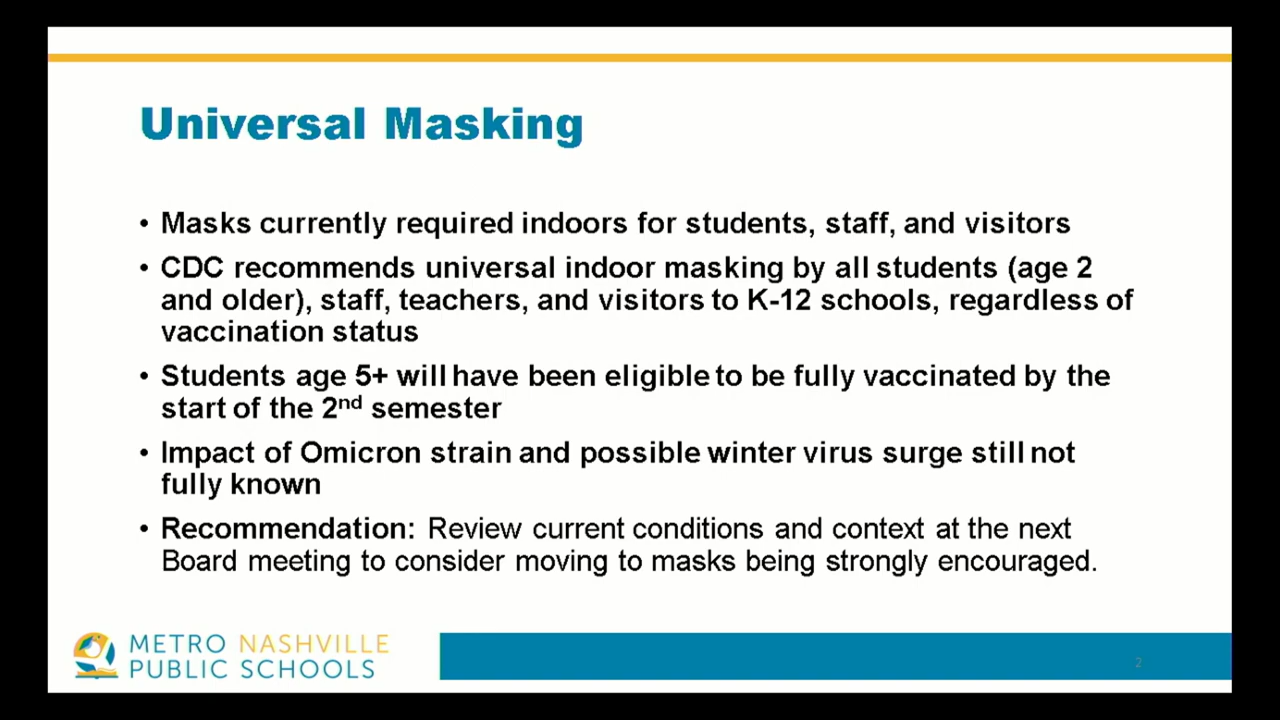 Universal Masking
• Masks currently required indoors for students, staff, and visitors
• CDC recommends universal indoor masking by all students (age 2
and older), staff, teachers, and visitors to K-12 schools, regardless of
vaccination status
• Students age 5+ will have been eligible to be fully vaccinated by the
start of the 2nd semester
• Impact of Omicron strain and possible winter virus surge still not
fully known
• Recommendation: Review current conditions and context at the next
Board meeting to consider moving to masks being strongly encouraged.
METRO NASHVILLE
PUBLIC SCHOOLS
2